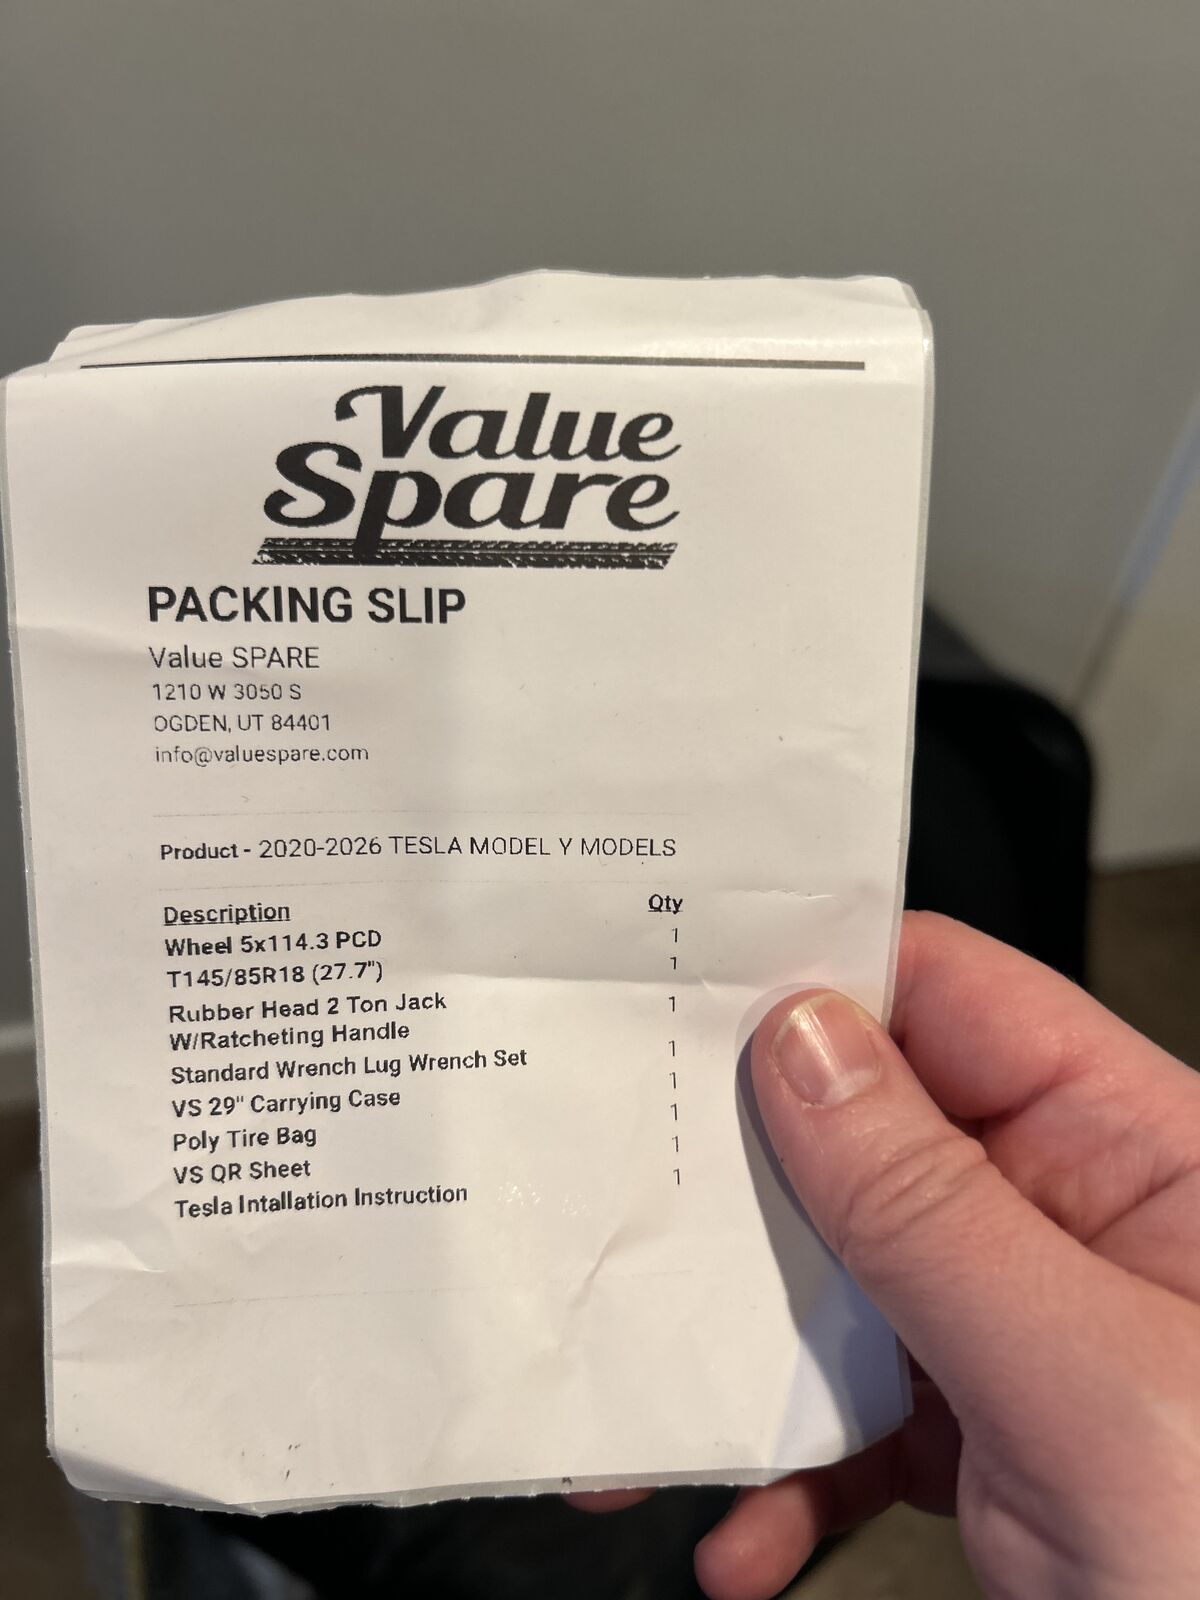 Value
Spare
PACKING SLIP
Value SPARE
1210 W 3050 S
OGDEN, UT 84401
info@valuespare.com
Product - 2020-2026 TESLA MODEL Y MODELS
Description Qty
Wheel 5x114.3 PCD 1
T145/85R18 (27.7") 1
Rubber Head 2 Ton Jack 1
W/Ratcheting Handle
Standard Wrench Lug Wrench Set 1
VS 29" Carrying Case 1
Poly Tire Bag 1
VS QR Sheet 1
Tesla Intallation Instruction 1